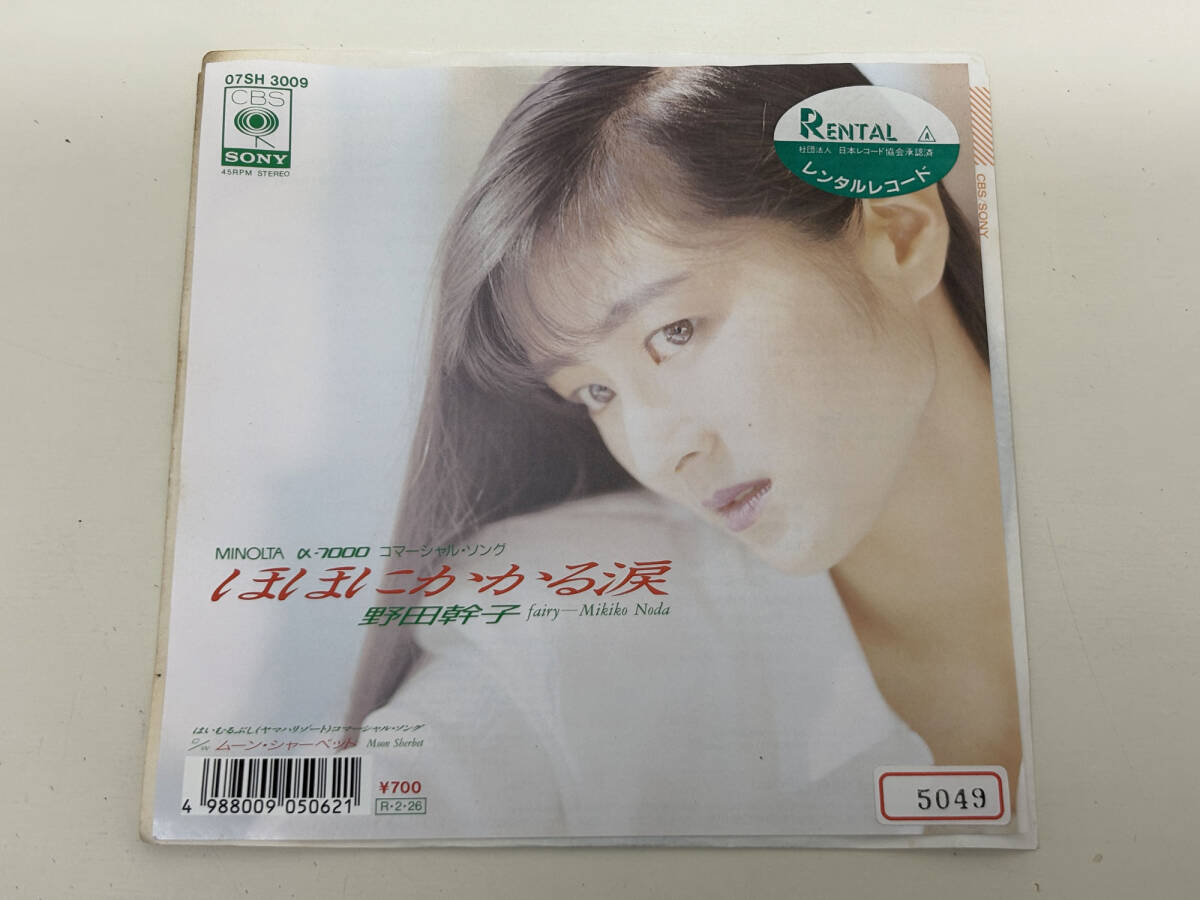 07SH 3009
CBS
SONY
45RPM STEREO
RENTAL A
社団法人 日本レコード協会承認済
レンタルレコード
CBS/SONY
MINOLTA α-7000 コマーシャル・ソング
ほほにかかる涙
野田幹子 fairy—Mikiko Noda
はいむるぶし(ヤマハリゾート)コマーシャル・ソング
C/W ムーン・シャーベット Moon Sherbet
4 988009 050621
¥700
R・2・26
5049